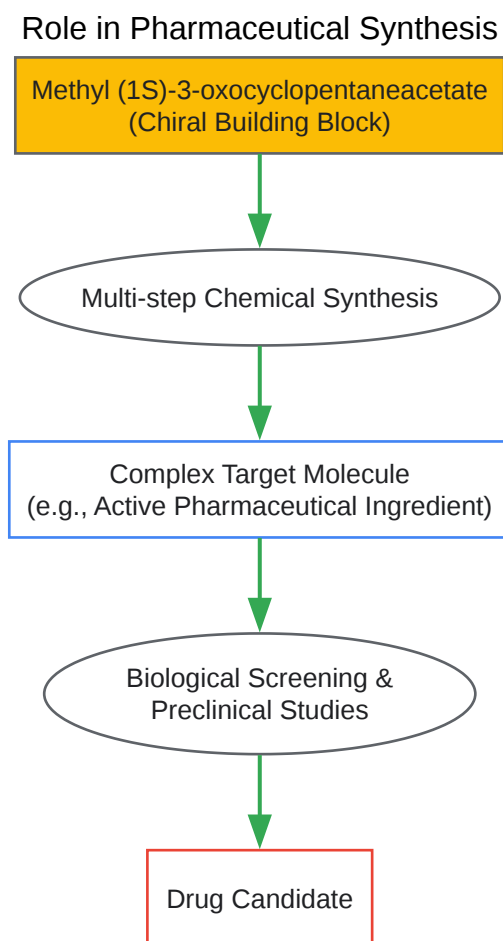 Role in Pharmaceutical Synthesis
Methyl (1S)-3-oxocyclopentaneacetate
(Chiral Building Block)
Multi-step Chemical Synthesis
Complex Target Molecule
(e.g., Active Pharmaceutical Ingredient)
Biological Screening &
Preclinical Studies
Drug Candidate